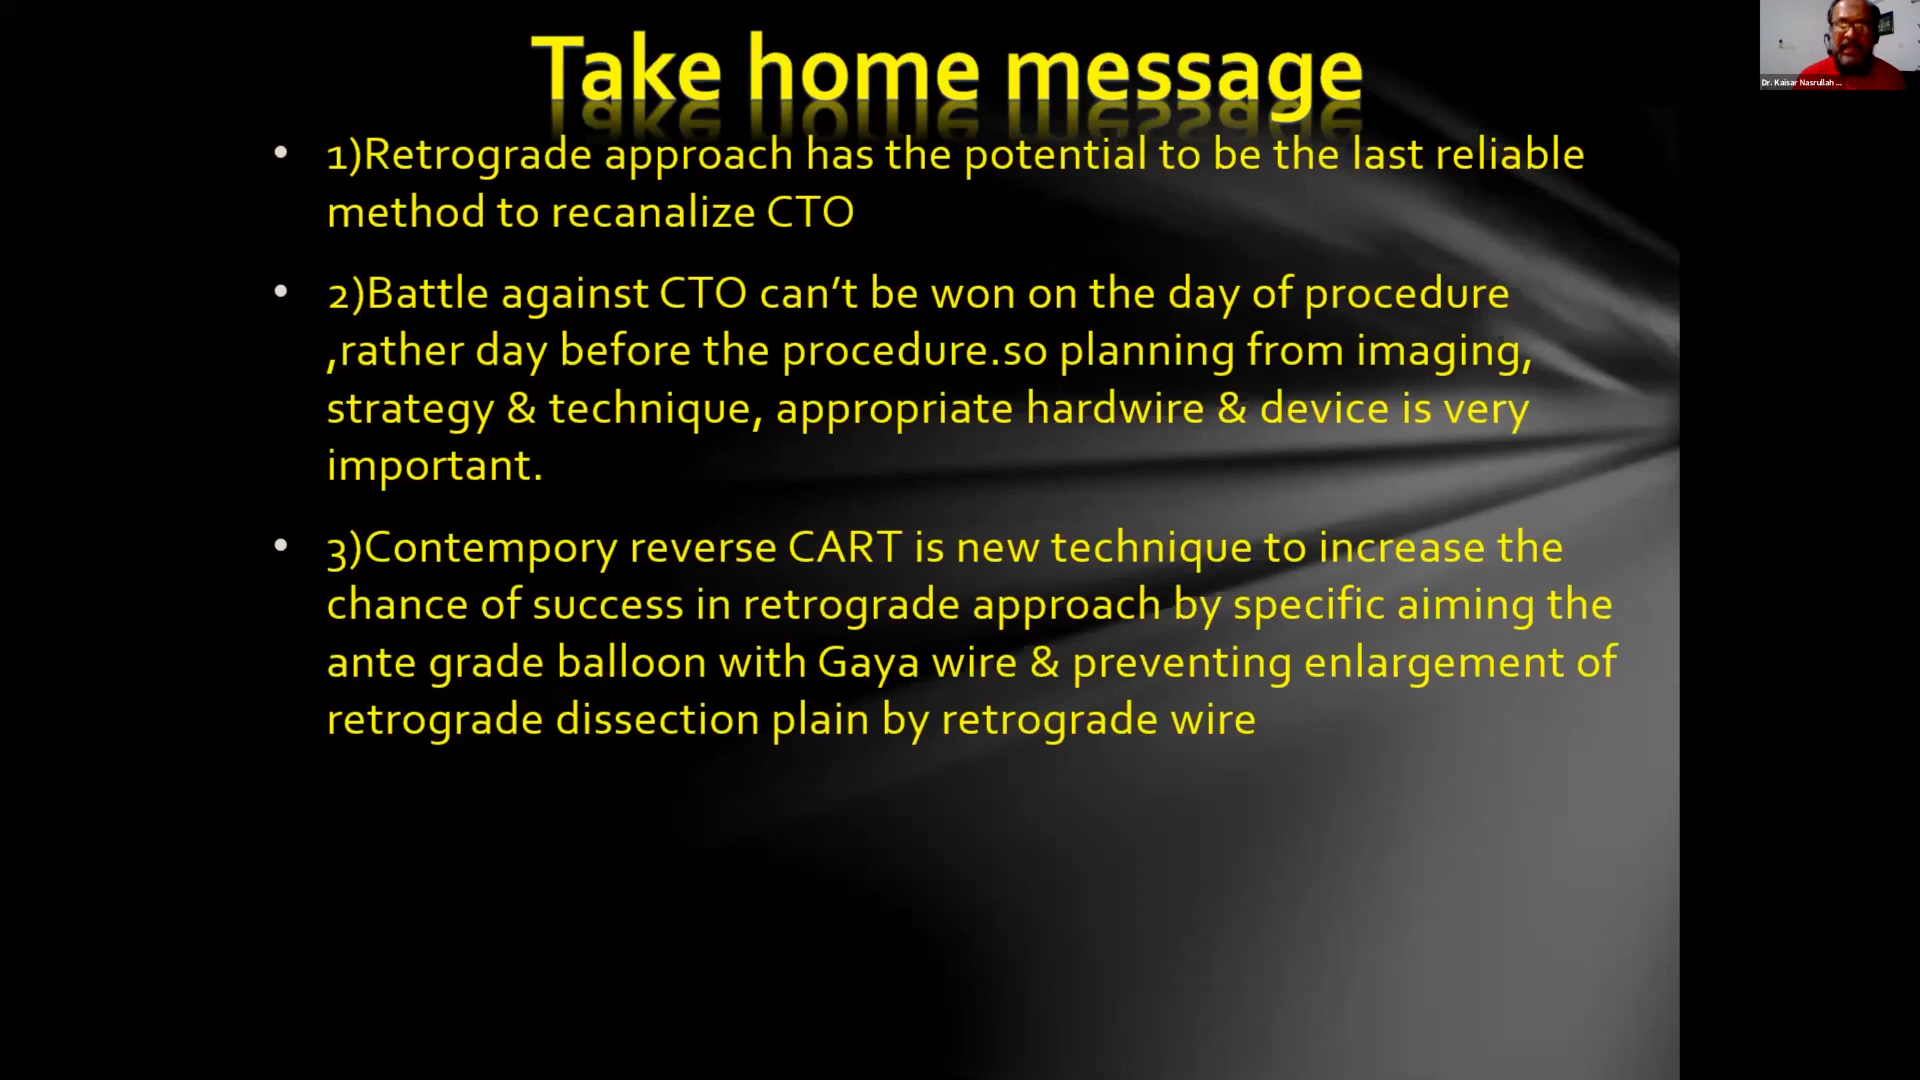 Take home message
• 1)Retrograde approach has the potential to be the last reliable
method to recanalize CTO
• 2)Battle against CTO can’t be won on the day of procedure
,rather day before the procedure.so planning from imaging,
strategy & technique, appropriate hardwire & device is very
important.
• 3)Contempory reverse CART is new technique to increase the
chance of success in retrograde approach by specific aiming the
ante grade balloon with Gaya wire & preventing enlargement of
retrograde dissection plain by retrograde wire
Dr. Kaisar Nasrullah ...